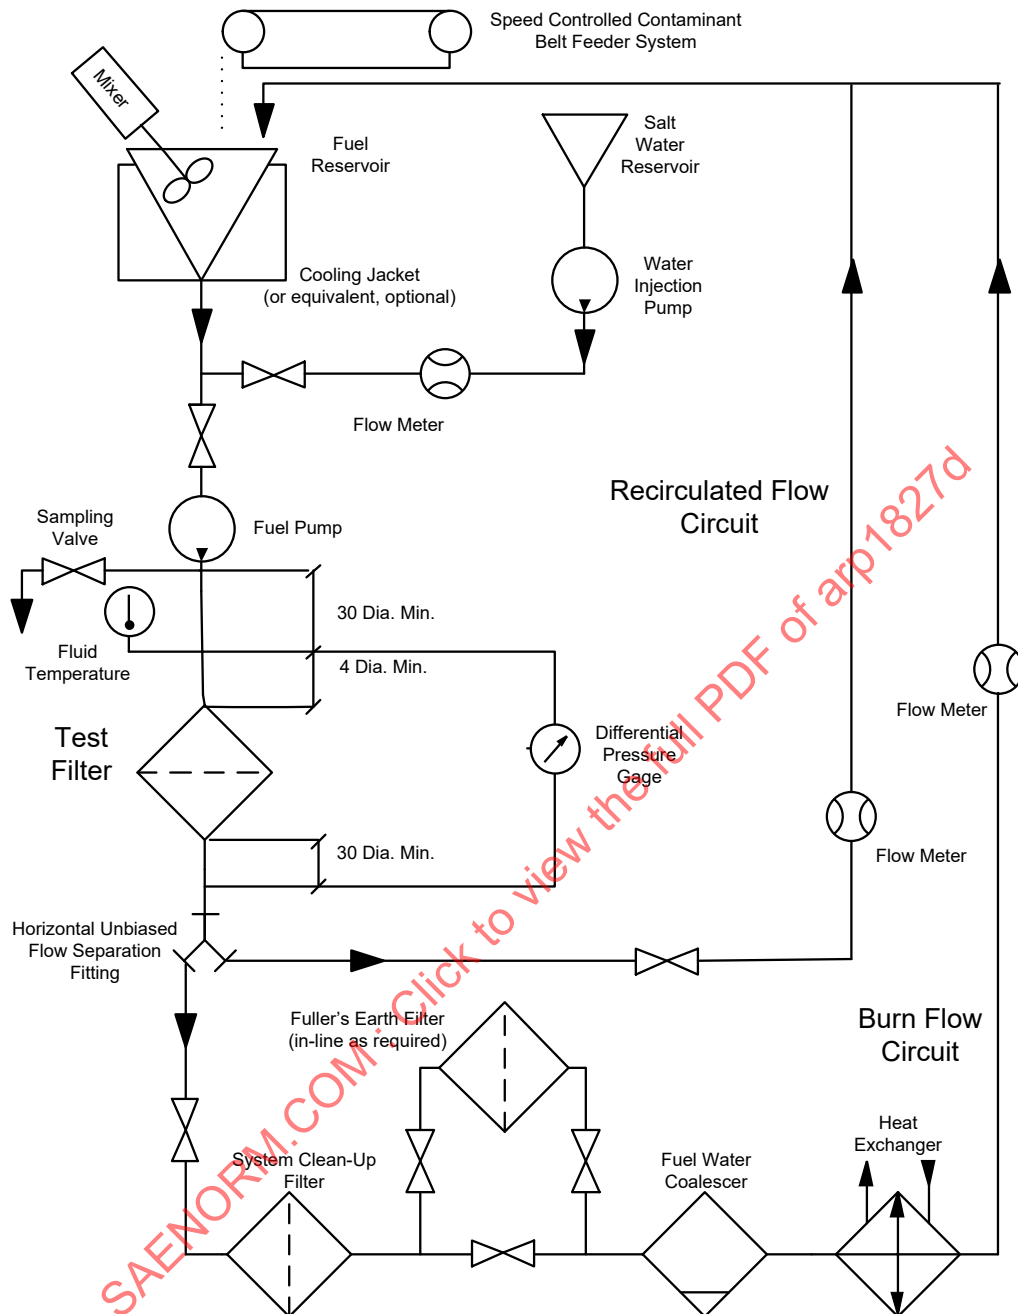 Speed Controlled Contaminant
Belt Feeder System
Mixer
Fuel
Reservoir
Salt
Water
Reservoir
Cooling Jacket
(or equivalent, optional)
Water
Injection
Pump
Flow Meter
Recirculated Flow
Circuit
Sampling
Valve
Fuel Pump
30 Dia. Min.
Fluid
Temperature
4 Dia. Min.
Flow Meter
Test
Filter
Differential
Pressure
Gage
30 Dia. Min.
Flow Meter
Horizontal Unbiased
Flow Separation
Fitting
Fuller's Earth Filter
(in-line as required)
Burn Flow
Circuit
System Clean-Up
Filter
Fuel Water
Coalescer
Heat
Exchanger
SAENORM.COM : Click to view the full PDF of arp1827d